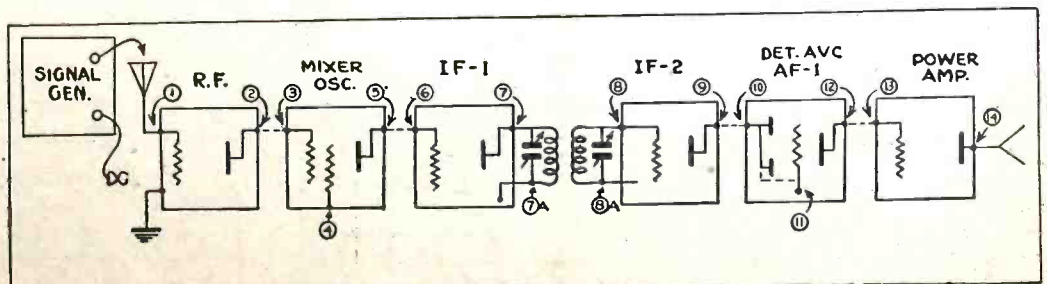 SIGNAL
GEN.
DG
R.F.
MIXER
OSC.
IF-1
IF-2
DET. AVC
AF-1
POWER
AMP.
1
2
3
4
5
6
7
7A
8
8A
9
10
11
12
13
14